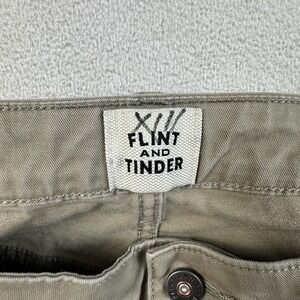 XIII
FLINT
AND
TINDER